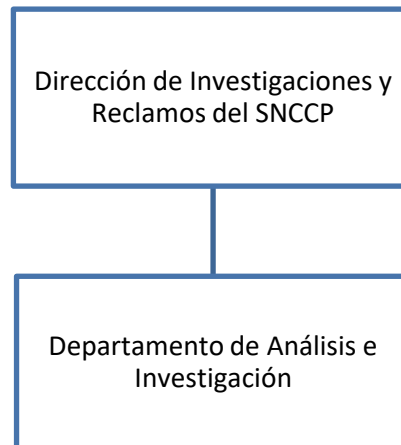 Dirección de Investigaciones y
Reclamos del SNCCP
Departamento de Análisis e
Investigación